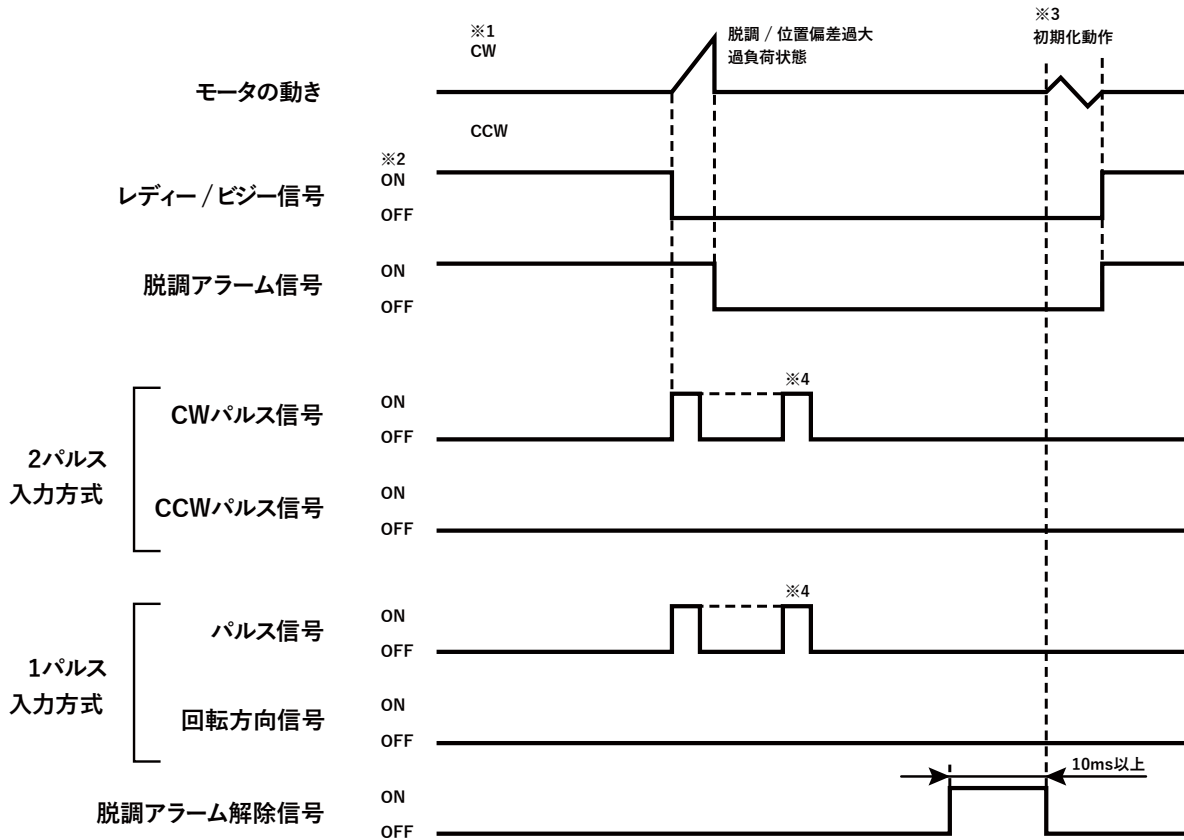 ※1
CW
脱調 / 位置偏差過大
過負荷状態
※3
初期化動作
モータの動き
CCW
※2
レディー / ビジー信号
ON
OFF
脱調アラーム信号
ON
OFF
2パルス
入力方式
CWパルス信号
ON
OFF
※4
CCWパルス信号
ON
OFF
1パルス
入力方式
パルス信号
ON
OFF
※4
回転方向信号
ON
OFF
脱調アラーム解除信号
ON
OFF
10ms以上